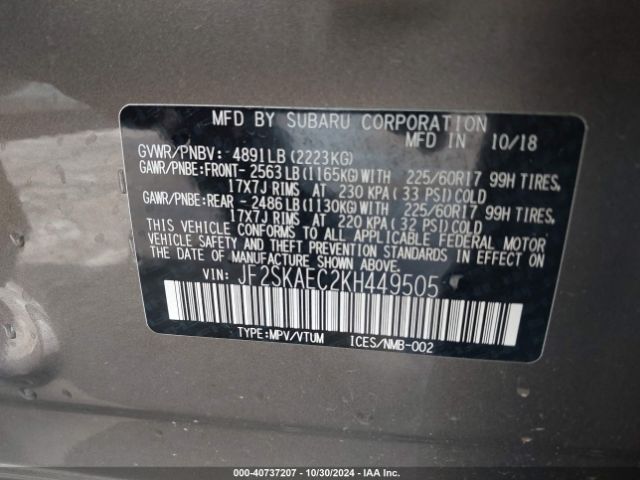 MFD BY SUBARU CORPORATION
MFD IN 10/18
GVWR/PNBV: 4891LB(2223KG)
GAWR/PNBE:FRONT- 2563LB(1165KG)WITH 225/60R17 99H TIRES,
17X7J RIMS AT 230 KPA(33 PSI)COLD
GAWR/PNBE:REAR - 2486LB(1130KG)WITH 225/60R17 99H TIRES,
17X7J RIMS AT 220 KPA(32 PSI)COLD
THIS VEHICLE CONFORMS TO ALL APPLICABLE FEDERAL MOTOR
VEHICLE SAFETY AND THEFT PREVENTION STANDARDS IN EFFECT ON
THE DATE OF MANUFACTURE SHOWN ABOVE.
VIN: JF2SKAEC2KH449505
TYPE:MPV/VTUM ICES/NMB-002
000-40737207 - 10/30/2024 - IAA Inc.